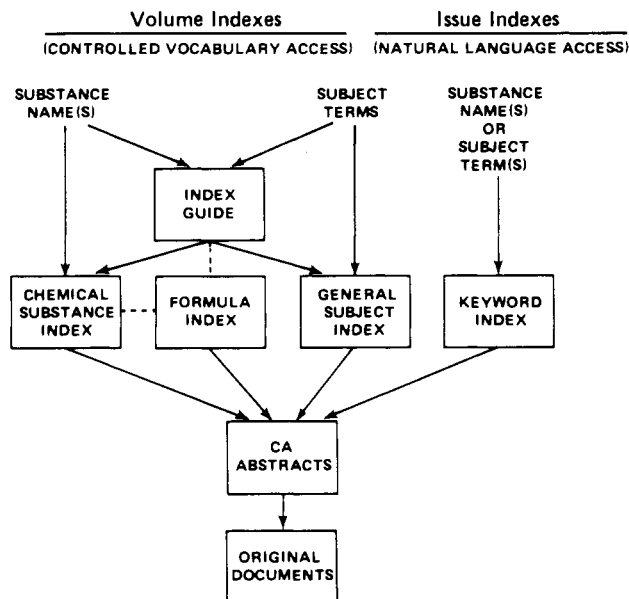 Volume Indexes
(CONTROLLED VOCABULARY ACCESS)
Issue Indexes
(NATURAL LANGUAGE ACCESS)
SUBSTANCE
NAME(S)
SUBJECT
TERMS
SUBSTANCE
NAME(S)
OR
SUBJECT
TERM(S)
INDEX
GUIDE
CHEMICAL
SUBSTANCE
INDEX
FORMULA
INDEX
GENERAL
SUBJECT
INDEX
KEYWORD
INDEX
CA
ABSTRACTS
ORIGINAL
DOCUMENTS